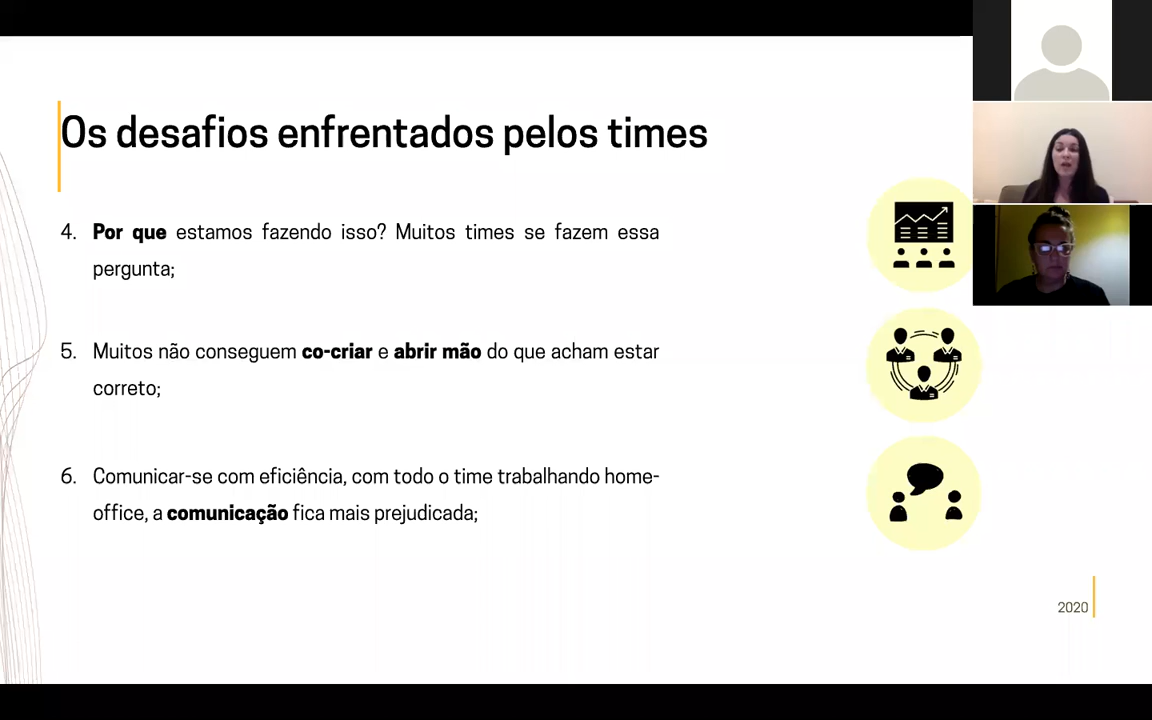 Os desafios enfrentados pelos times
4. Por que estamos fazendo isso? Muitos times se fazem essa
pergunta;
5. Muitos não conseguem co-criar e abrir mão do que acham estar
correto;
6. Comunicar-se com eficiência, com todo o time trabalhando home-
office, a comunicação fica mais prejudicada;
2020